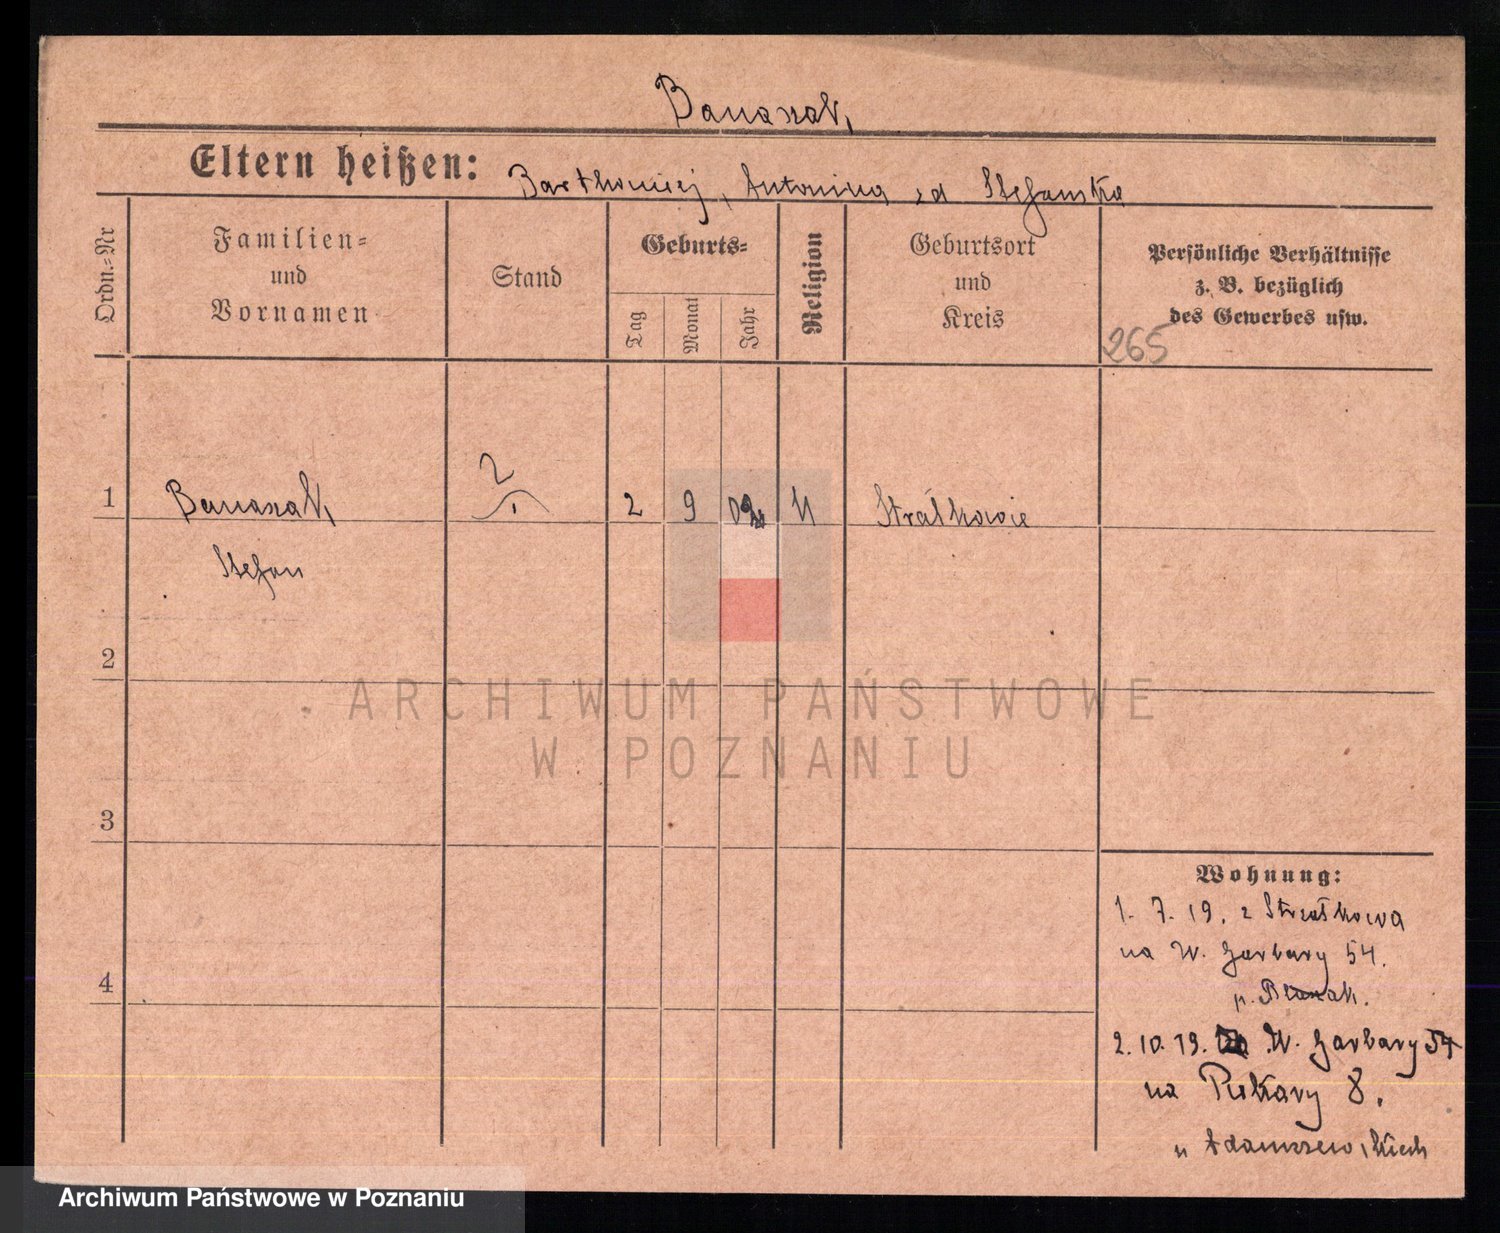 Banaszak,
Eltern heißen: Bartłomiej, Antonina zd Stefańska
Ordn.=Nr
Familien=
und
Vornamen
Stand
Geburts=
Tag
Monat
Jahr
Religion
Geburtsort
und
Kreis
Persönliche Verhältnisse
z. B. bezüglich
des Gewerbes usw.
265
1 Banaszak, 2 9 Strałkowie
Stefan
2
3
4
Wohnung:
1. 7. 19. z Strzałkowa
na W. Garbary 54.
2. 10. 19. W. Garbary 54
na Piekary 8.
u Adamszewskich
ARCHIWUM PAŃSTWOWE
W POZNANIU
Archiwum Państwowe w Poznaniu